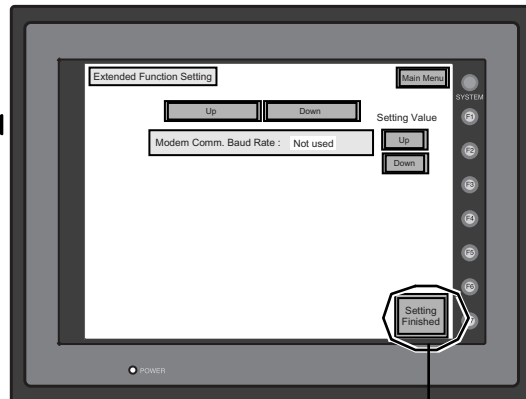 Extended Function Setting
Main Menu
SYSTEM
Up
Down
Setting Value
F1
Modem Comm. Baud Rate : Not used
Up
F2
Down
F3
F4
F5
F6
Setting
Finished
POWER